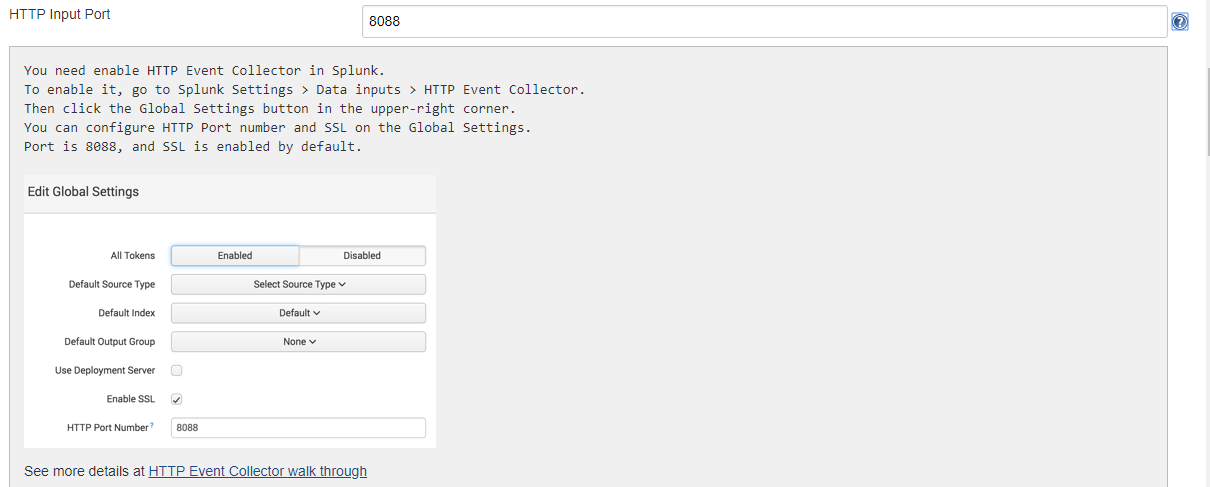 HTTP Input Port
8088
You need enable HTTP Event Collector in Splunk.
To enable it, go to Splunk Settings > Data inputs > HTTP Event Collector.
Then click the Global Settings button in the upper-right corner.
You can configure HTTP Port number and SSL on the Global Settings.
Port is 8088, and SSL is enabled by default.
Edit Global Settings
All Tokens Enabled Disabled
Default Source Type Select Source Type
Default Index Default
Default Output Group None
Use Deployment Server
Enable SSL
HTTP Port Number ? 8088
See more details at HTTP Event Collector walk through